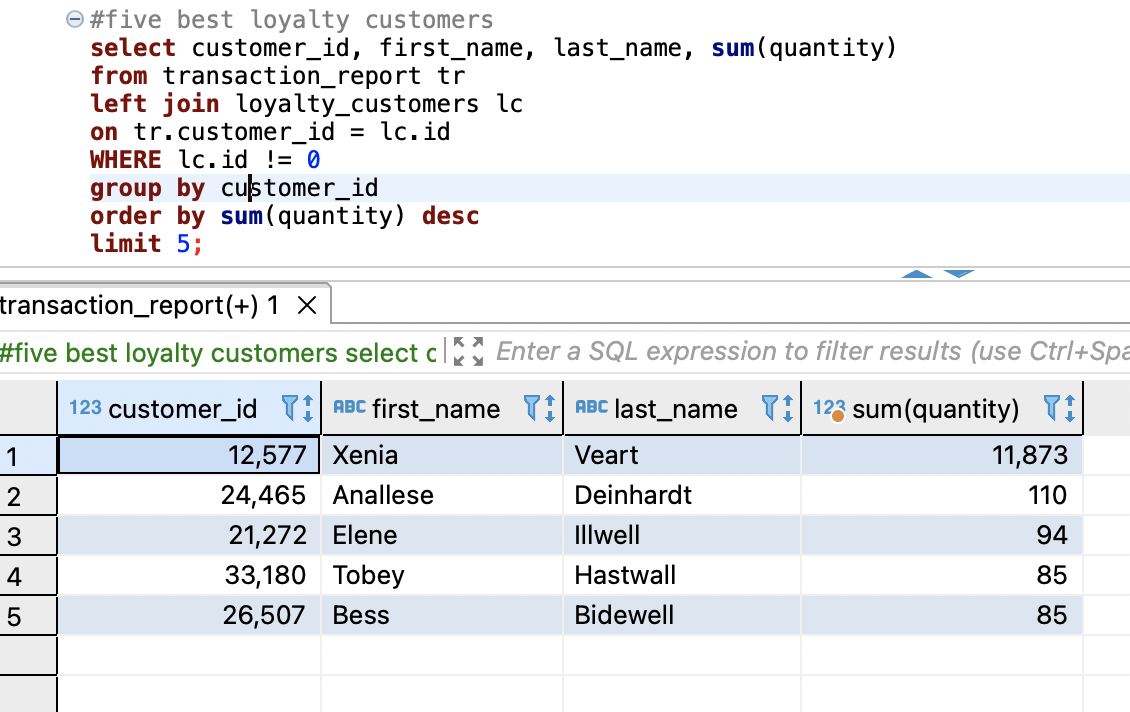 #five best loyalty customers
select customer_id, first_name, last_name, sum(quantity)
from transaction_report tr
left join loyalty_customers lc
on tr.customer_id = lc.id
WHERE lc.id != 0
group by customer_id
order by sum(quantity) desc
limit 5;
transaction_report(+) 1
#five best loyalty customers select c Enter a SQL expression to filter results (use Ctrl+Spa
123 customer_id ABC first_name ABC last_name 123 sum(quantity)
1 12,577 Xenia Veart 11,873
2 24,465 Anallese Deinhardt 110
3 21,272 Elene Illwell 94
4 33,180 Tobey Hastwall 85
5 26,507 Bess Bidewell 85